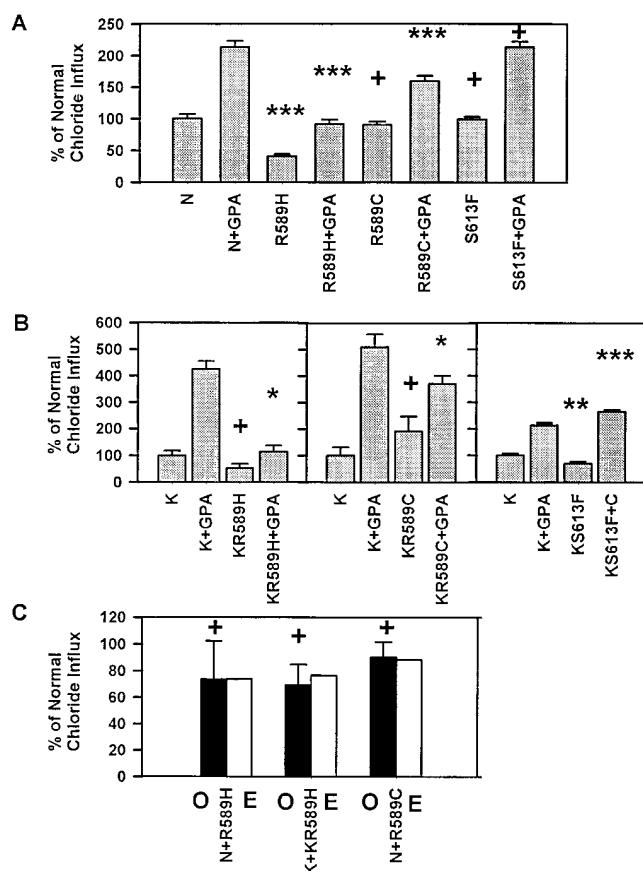 A
% of Normal
Chloride Influx
250
200
150
100
50
0
***
***
+
***
+
+
N
N+GPA
R589H
R589H+GPA
R589C
R589C+GPA
S613F
S613F+GPA
B
% of Normal
Chloride Influx
600
500
400
300
200
100
0
+
*
+
*
**
***
K
K+GPA
KR589H
KR589H+GPA
K
K+GPA
KR589C
KR589C+GPA
K
K+GPA
KS613F
KS613F+C
C
% of Normal
Chloride Influx
120
100
80
60
40
20
0
+
+
+
O E O E O E
N+R589H
K+KR589H
N+R589C